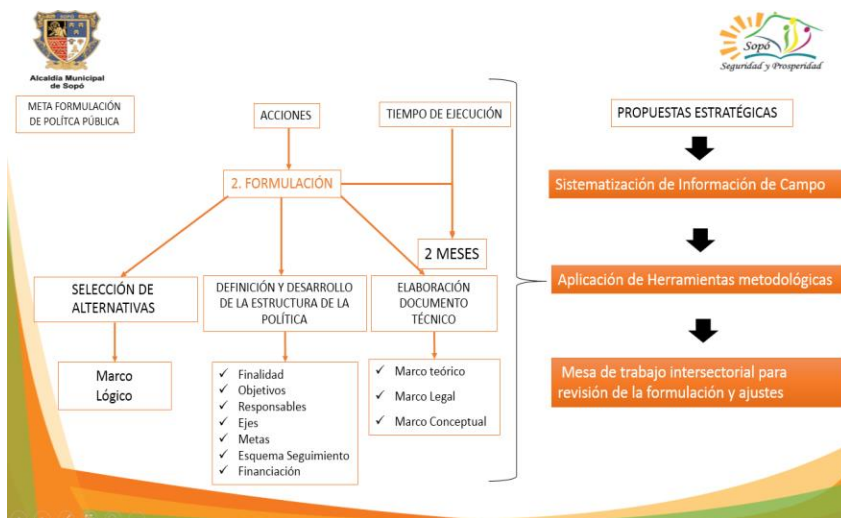 Alcaldía Municipal
de Sopó
Sopó
Seguridad y Prosperidad
META FORMULACIÓN
DE POLÍTCA PÚBLICA
ACCIONES
TIEMPO DE EJECUCIÓN
PROPUESTAS ESTRATÉGICAS
2. FORMULACIÓN
Sistematización de Información de Campo
2 MESES
SELECCIÓN DE
ALTERNATIVAS
DEFINICIÓN Y DESARROLLO
DE LA ESTRUCTURA DE LA
POLÍTICA
ELABORACIÓN
DOCUMENTO
TÉCNICO
Aplicación de Herramientas metodológicas
Marco
Lógico
✓ Finalidad
✓ Objetivos
✓ Responsables
✓ Ejes
✓ Metas
✓ Esquema Seguimiento
✓ Financiación
✓ Marco teórico
✓ Marco Legal
✓ Marco Conceptual
Mesa de trabajo intersectorial para
revisión de la formulación y ajustes